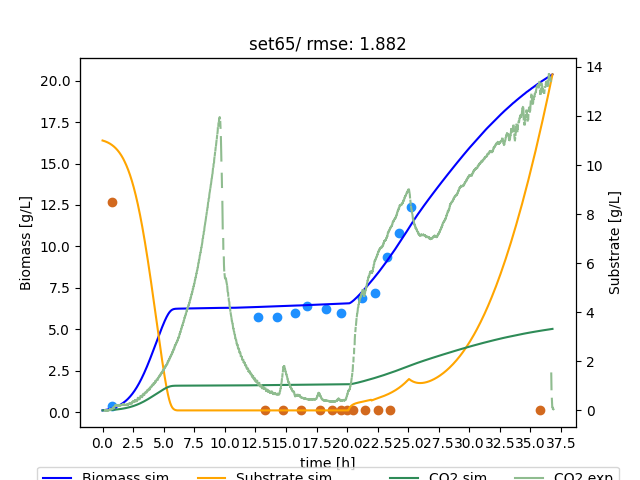 set65/ rmse: 1.882
20.0
17.5
15.0
12.5
10.0
7.5
5.0
2.5
0.0
Biomass [g/L]
14
12
10
8
6
4
2
0
Substrate [g/L]
0.0 2.5 5.0 7.5 10.0 12.5 15.0 17.5 20.0 22.5 25.0 27.5 30.0 32.5 35.0 37.5
time [h]
Biomass sim Substrate sim CO2 sim CO2 exp